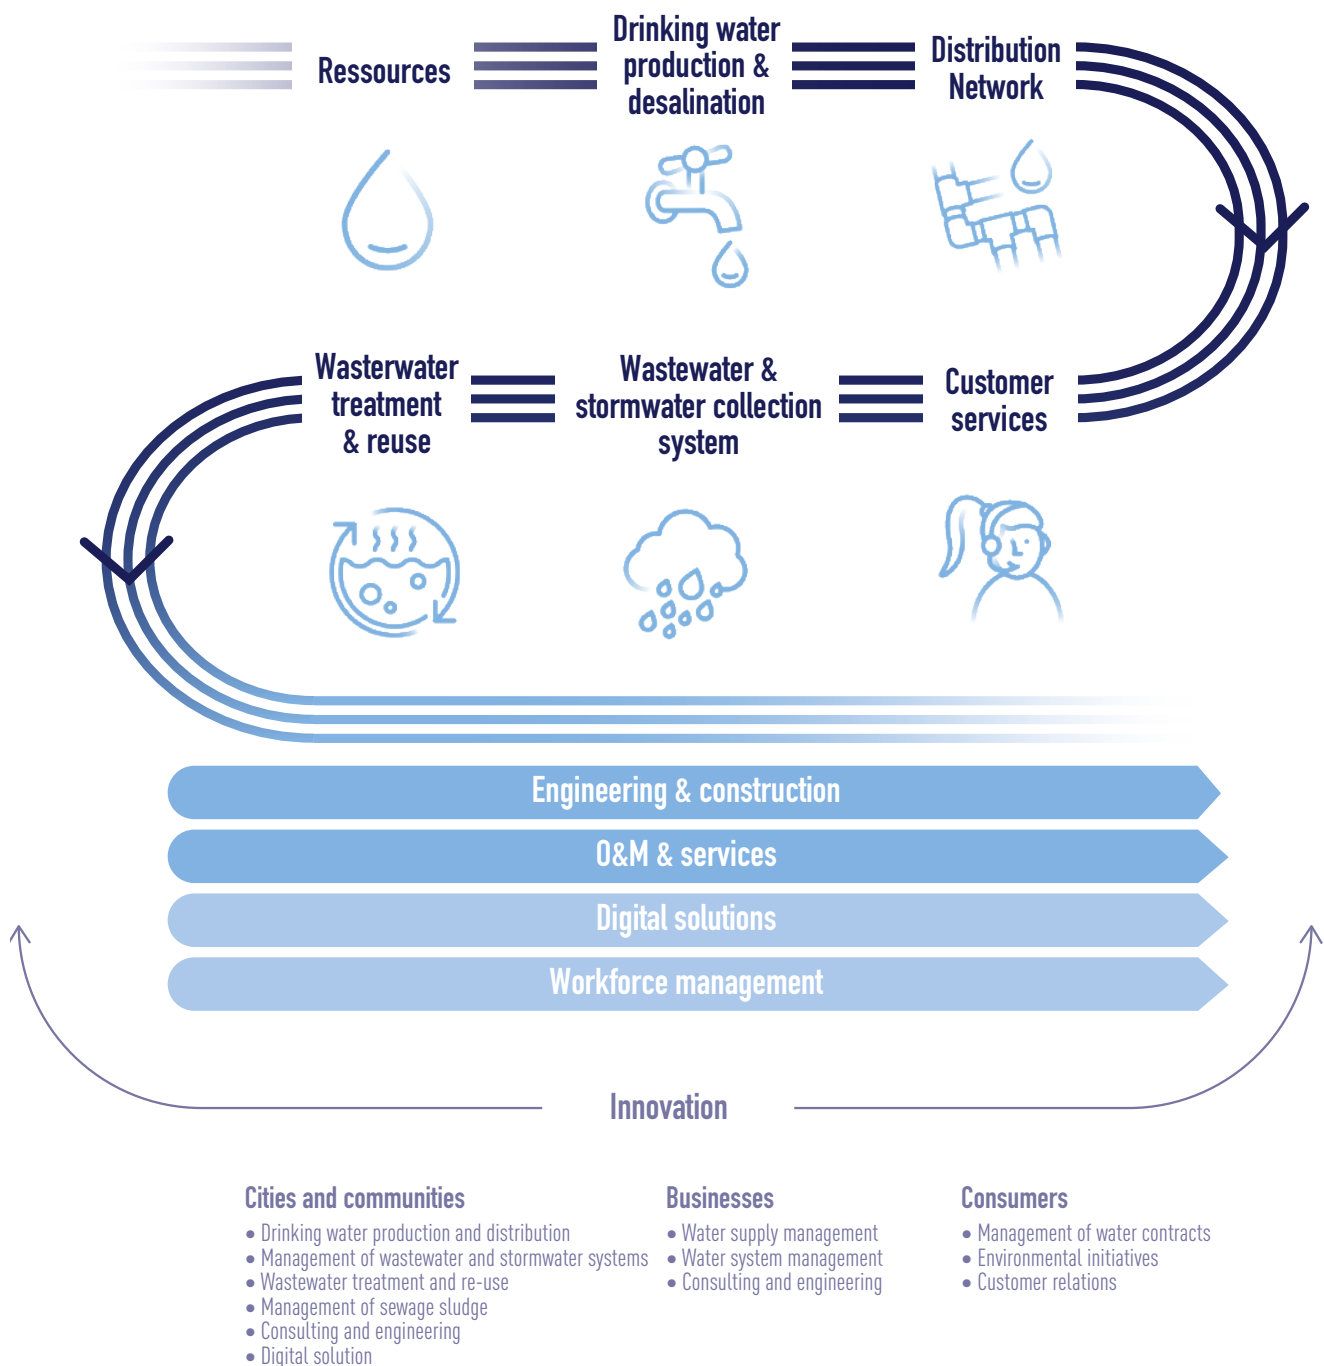 Ressources
Drinking water
production &
desalination
Distribution
Network
Wasterwater
treatment
& reuse
Wastewater &
stormwater collection
system
Customer
services
Engineering & construction
O&M & services
Digital solutions
Workforce management
Innovation
Cities and communities
• Drinking water production and distribution
• Management of wastewater and stormwater systems
• Wastewater treatment and re-use
• Management of sewage sludge
• Consulting and engineering
• Digital solution
Businesses
• Water supply management
• Water system management
• Consulting and engineering
Consumers
• Management of water contracts
• Environmental initiatives
• Customer relations